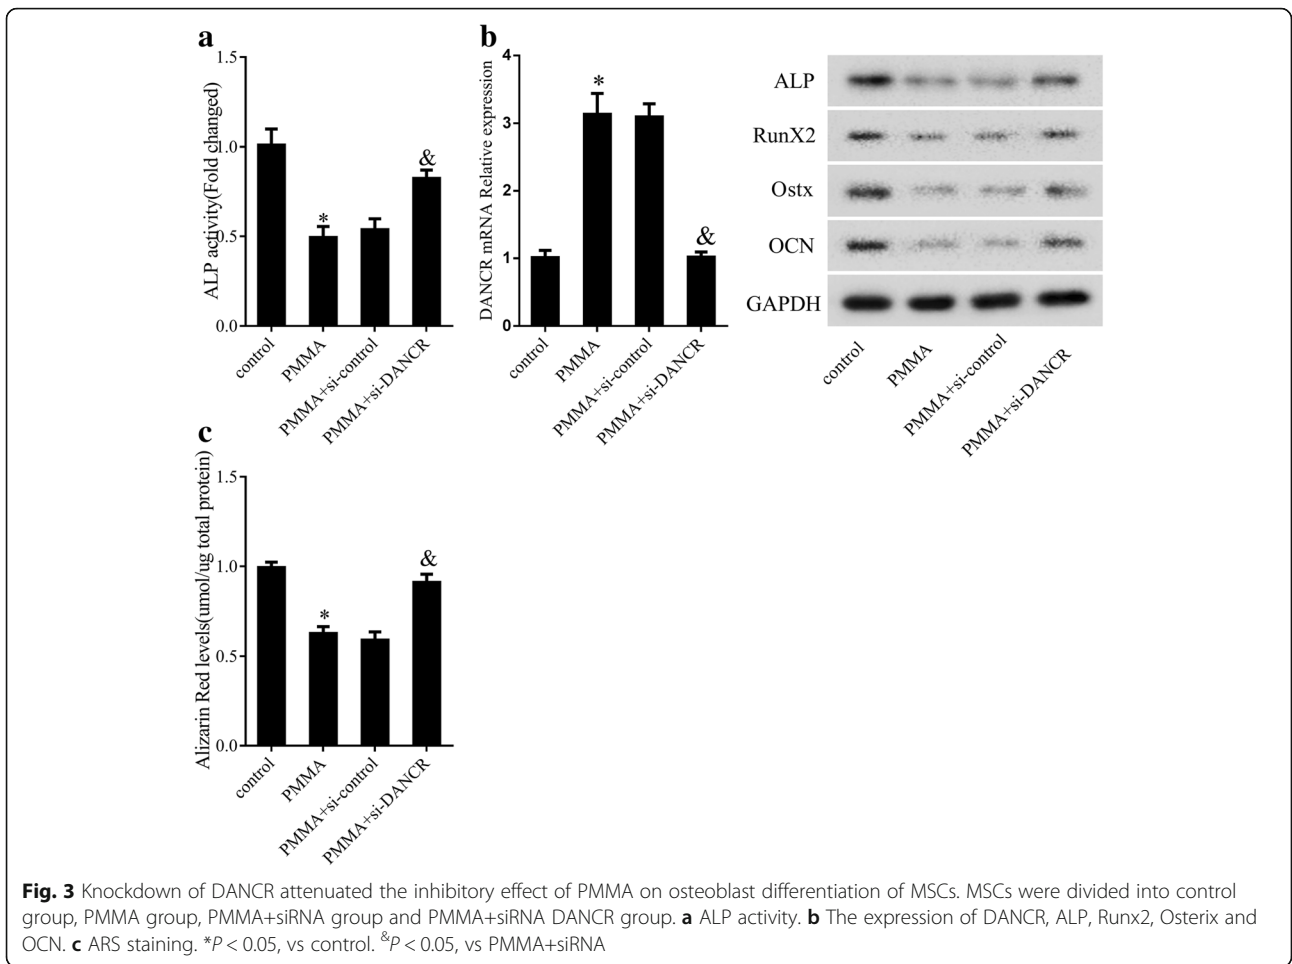 a
ALP activity(Fold changed)
1.5
1.0
0.5
0.0
*
&
control
PMMA
PMMA+si-control
PMMA+si-DANCR
b
DANCR mRNA Relative expression
4
3
2
1
0
*
&
control
PMMA
PMMA+si-control
PMMA+si-DANCR
ALP
RunX2
Ostx
OCN
GAPDH
control
PMMA
PMMA+si-control
PMMA+si-DANCR
c
Alizarin Red levels(umol/ug total protein)
1.5
1.0
0.5
0.0
*
&
control
PMMA
PMMA+si-control
PMMA+si-DANCR
Fig. 3 Knockdown of DANCR attenuated the inhibitory effect of PMMA on osteoblast differentiation of MSCs. MSCs were divided into control
group, PMMA group, PMMA+siRNA group and PMMA+siRNA DANCR group. a ALP activity. b The expression of DANCR, ALP, Runx2, Osterix and
OCN. c ARS staining. *P < 0.05, vs control. &P < 0.05, vs PMMA+siRNA